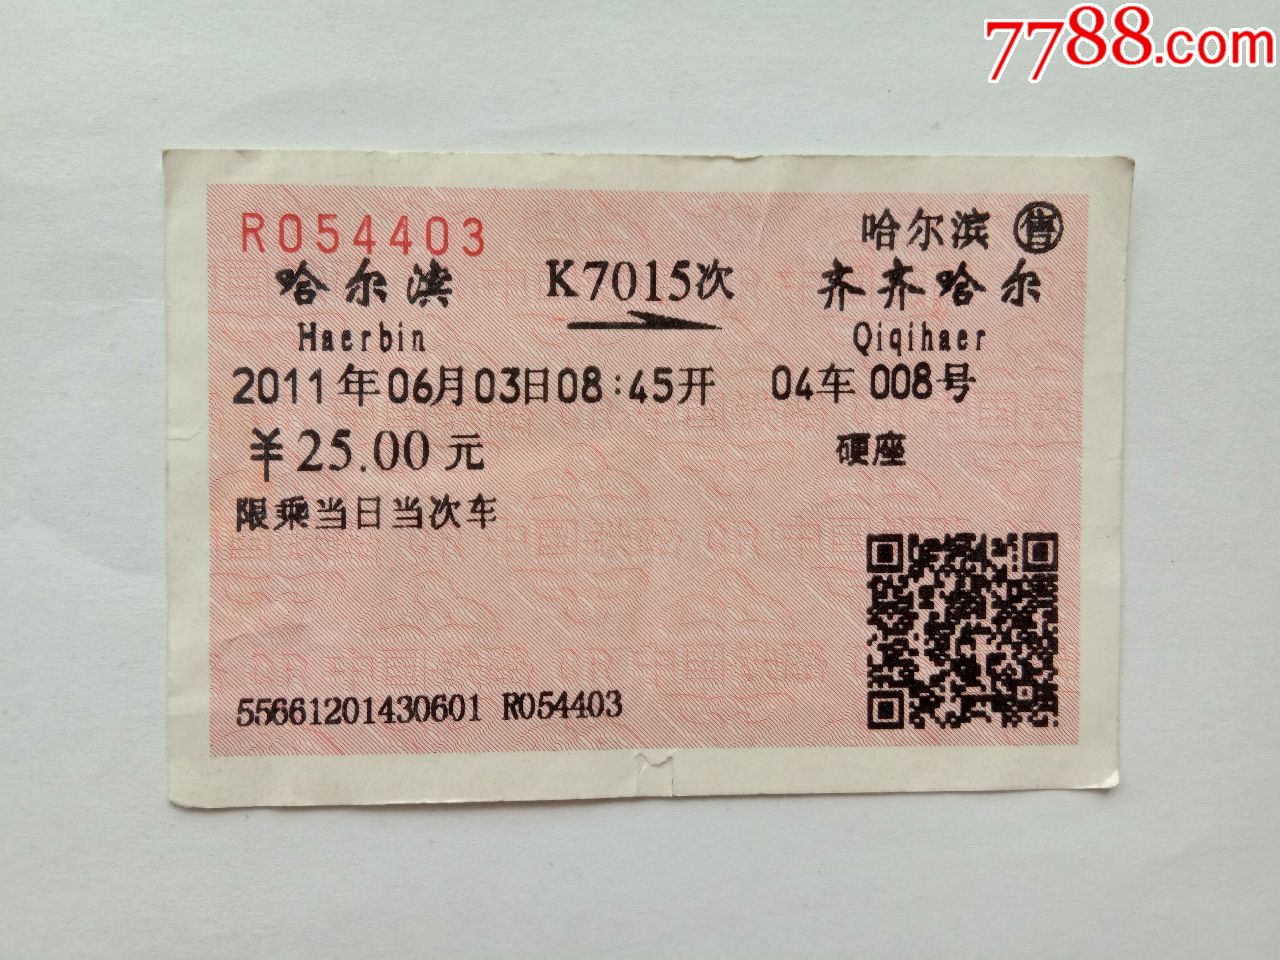 7788.com
R054403
哈尔滨 售
哈尔滨 K7015次 齐齐哈尔
Haerbin Qiqihaer
2011年06月03日08:45开 04车008号
￥25.00元 硬座
限乘当日当次车
55661201430601 R054403